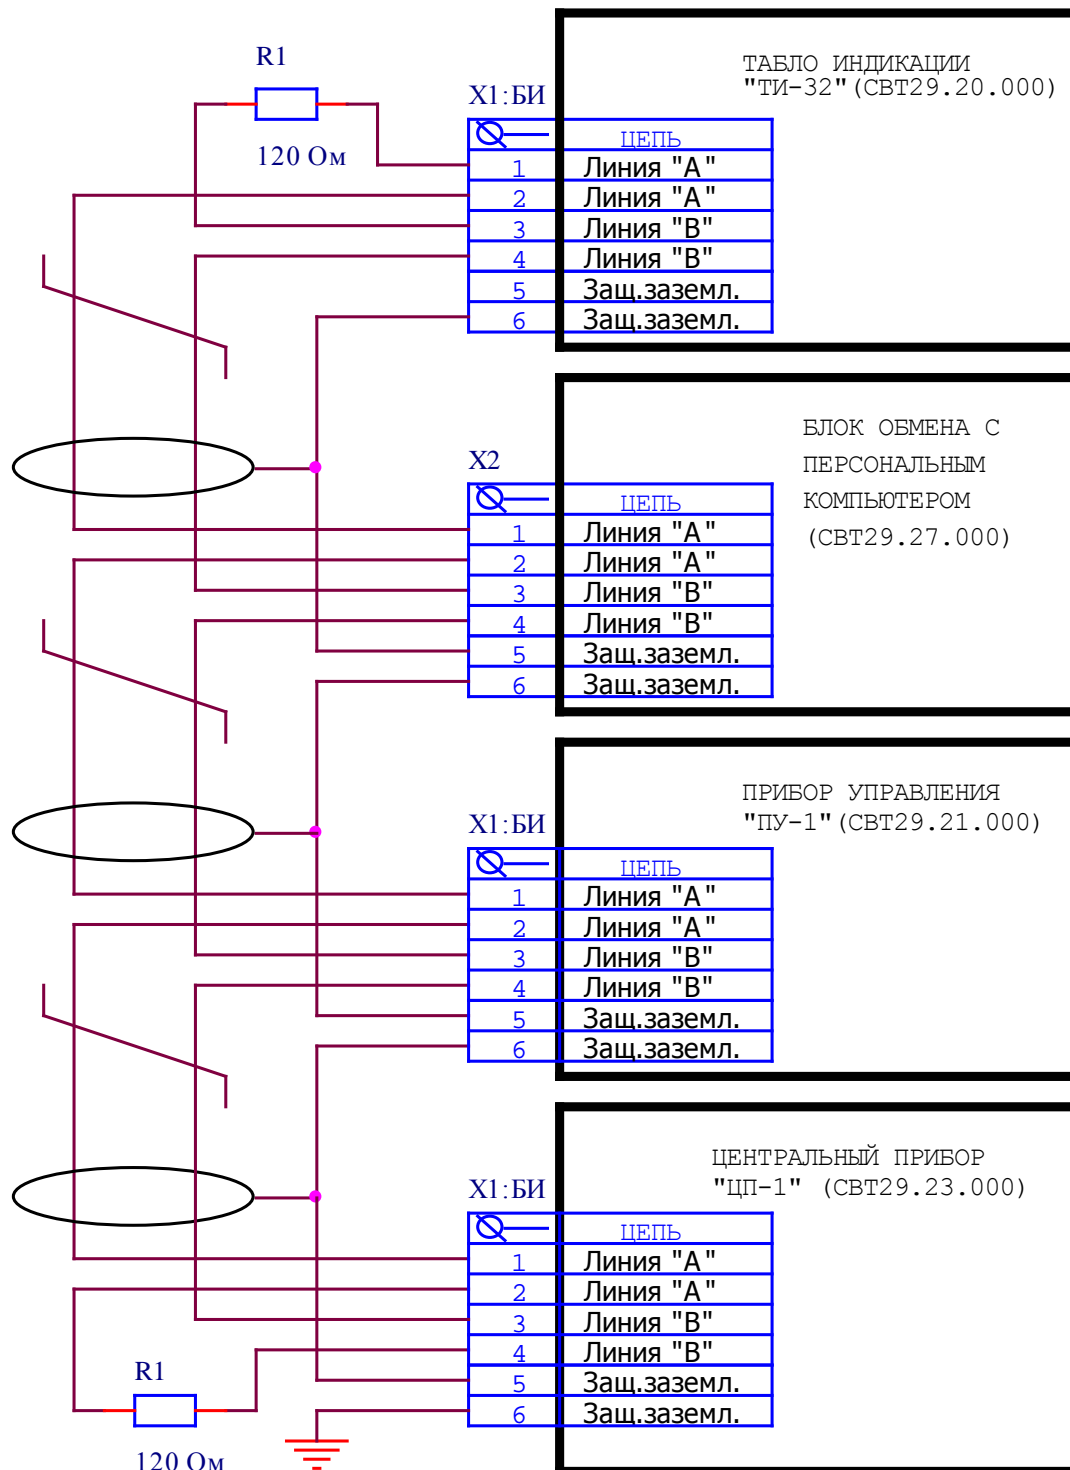 R1
120 Ом
X1:БИ
ТАБЛО ИНДИКАЦИИ
"ТИ-32"(СВТ29.20.000)
ЦЕПЬ
1 Линия "А"
2 Линия "А"
3 Линия "В"
4 Линия "В"
5 Защ.заземл.
6 Защ.заземл.
X2
БЛОК ОБМЕНА С
ПЕРСОНАЛЬНЫМ
КОМПЬЮТЕРОМ
(СВТ29.27.000)
ЦЕПЬ
1 Линия "А"
2 Линия "А"
3 Линия "В"
4 Линия "В"
5 Защ.заземл.
6 Защ.заземл.
X1:БИ
ПРИБОР УПРАВЛЕНИЯ
"ПУ-1"(СВТ29.21.000)
ЦЕПЬ
1 Линия "А"
2 Линия "А"
3 Линия "В"
4 Линия "В"
5 Защ.заземл.
6 Защ.заземл.
X1:БИ
ЦЕНТРАЛЬНЫЙ ПРИБОР
"ЦП-1" (СВТ29.23.000)
ЦЕПЬ
1 Линия "А"
2 Линия "А"
3 Линия "В"
4 Линия "В"
5 Защ.заземл.
6 Защ.заземл.
R1
120 Ом